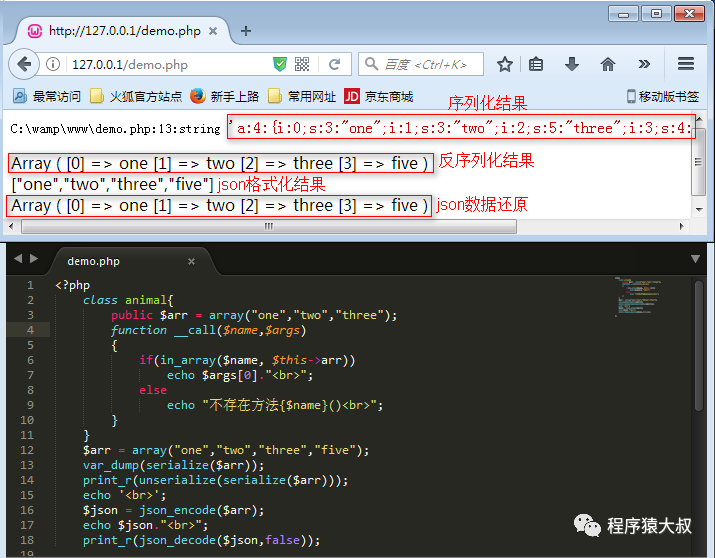 http://127.0.0.1/demo.php
127.0.0.1/demo.php
百度 <Ctrl+K>
最常访问 火狐官方站点 新手上路 常用网址 JD 京东商城 移动版书签
序列化结果
C:\wamp\www\demo.php:13:string 'a:4:{i:0;s:3:"one";i:1;s:3:"two";i:2;s:5:"three";i:3;s:4:
Array ( [0] => one [1] => two [2] => three [3] => five ) 反序列化结果
["one","two","three","five"] json格式化结果
Array ( [0] => one [1] => two [2] => three [3] => five ) json数据还原
demo.php
1 <?php
2 class animal{
3 public $arr = array("one","two","three");
4 function __call($name,$args)
5 {
6 if(in_array($name, $this->arr))
7 echo $args[0]."<br>";
8 else
9 echo "不存在方法{$name}()<br>";
10 }
11 }
12 $arr = array("one","two","three","five");
13 var_dump(serialize($arr));
14 print_r(unserialize(serialize($arr)));
15 echo '<br>';
16 $json = json_encode($arr);
17 echo $json."<br>";
18 print_r(json_decode($json,false));
程序猿大叔